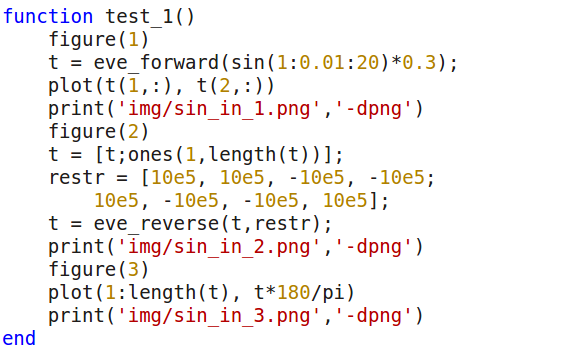 function test_1()
    figure(1)
    t = eve_forward(sin(1:0.01:20)*0.3);
    plot(t(1,:), t(2,:))
    print('img/sin_in_1.png','-dpng')
    figure(2)
    t = [t;ones(1,length(t))];
    restr = [10e5, 10e5, -10e5, -10e5;
        10e5, -10e5, -10e5, 10e5];
    t = eve_reverse(t,restr);
    print('img/sin_in_2.png','-dpng')
    figure(3)
    plot(1:length(t), t*180/pi)
    print('img/sin_in_3.png','-dpng')
end